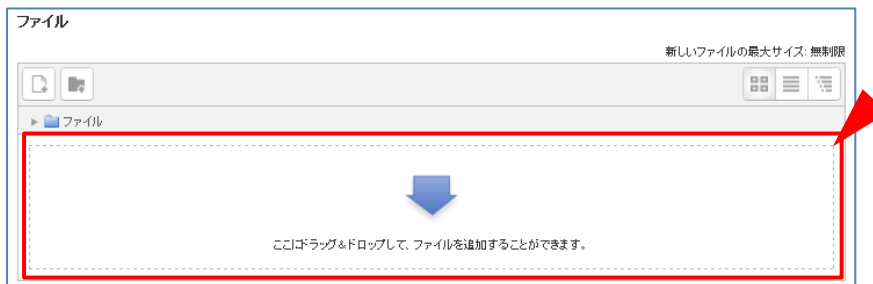 ファイル
新しいファイルの最大サイズ: 無制限
ファイル
ここにドラッグ&ドロップして、ファイルを追加することができます。